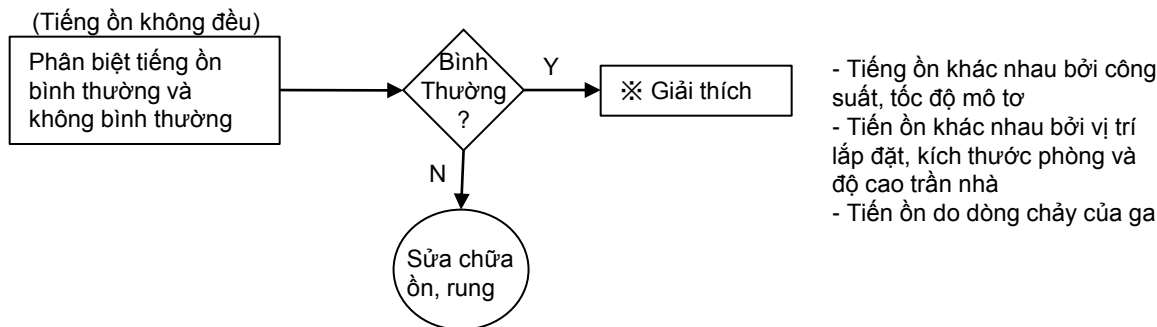 (Tiếng ồn không đều)
Phân biệt tiếng ồn
bình thường và
không bình thường
Bình
Thường
?
Y
※ Giải thích
N
Sửa chữa
ồn, rung
- Tiếng ồn khác nhau bởi công
suất, tốc độ mô tơ
- Tiến ồn khác nhau bởi vị trí
lắp đặt, kích thước phòng và
độ cao trần nhà
- Tiến ồn do dòng chảy của ga